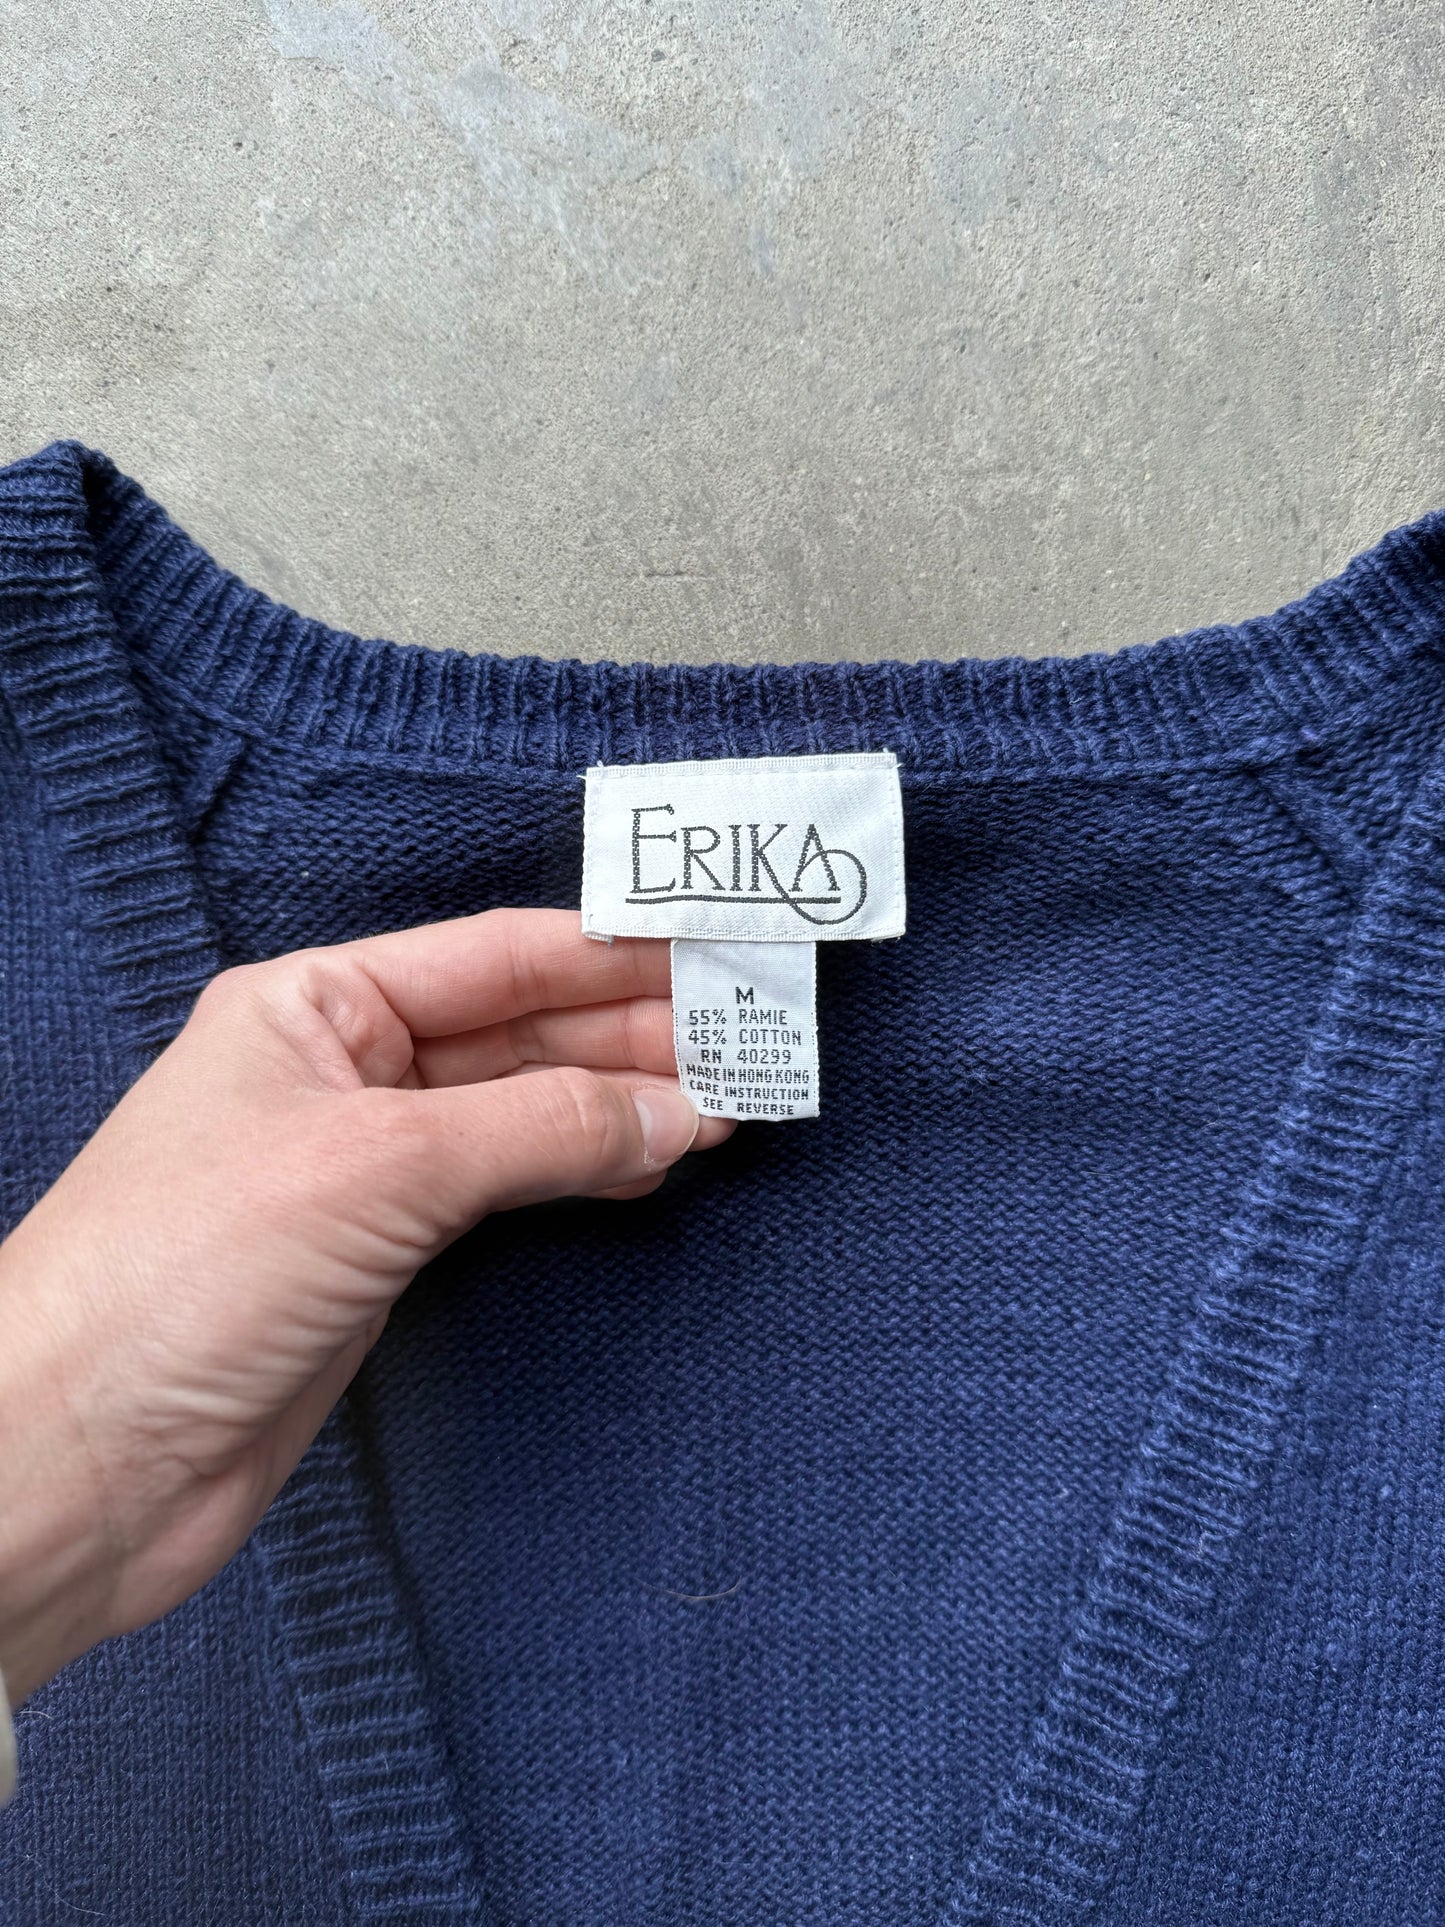 ERIKA
M
55% RAMIE
45% COTTON
RN 40299
MADE IN HONG KONG
CARE INSTRUCTION
SEE REVERSE